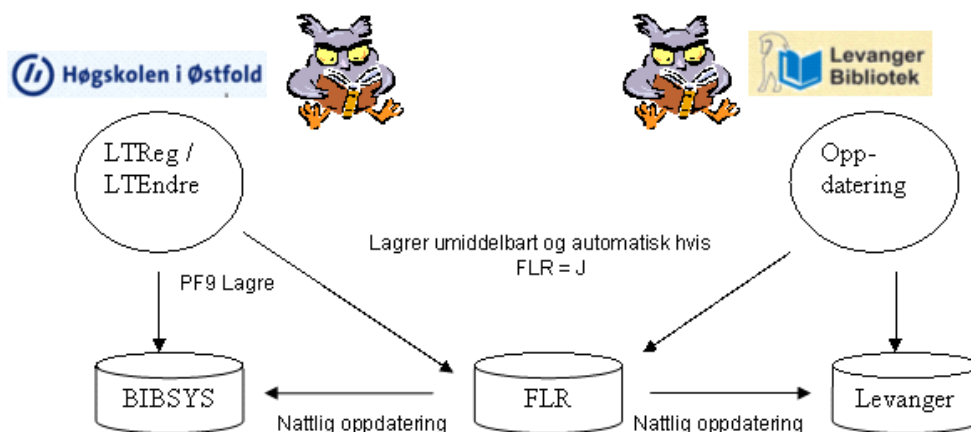 Høgskolen i Østfold
Levanger
Bibliotek
LTReg /
LTEndre
Opp-
datering
Lagrer umiddelbart og automatisk hvis
FLR = J
PF9 Lagre
BIBSYS
FLR
Levanger
Nattlig oppdatering
Nattlig oppdatering